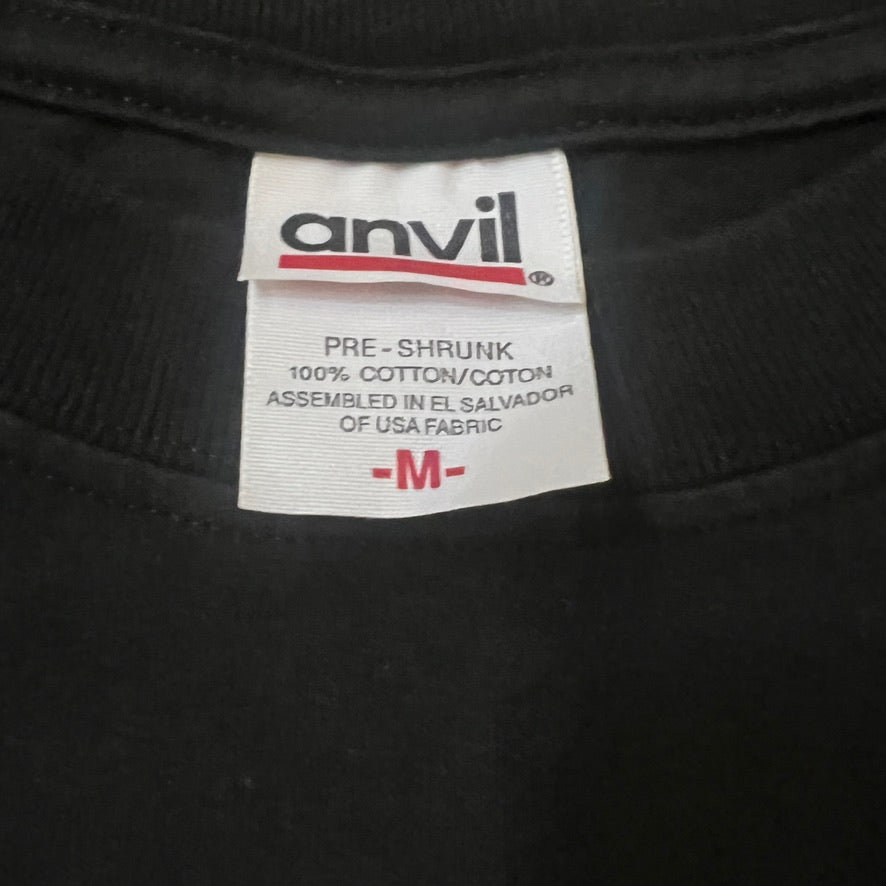 anvil®
PRE-SHRUNK
100% COTTON/COTON
ASSEMBLED IN EL SALVADOR
OF USA FABRIC
-M-